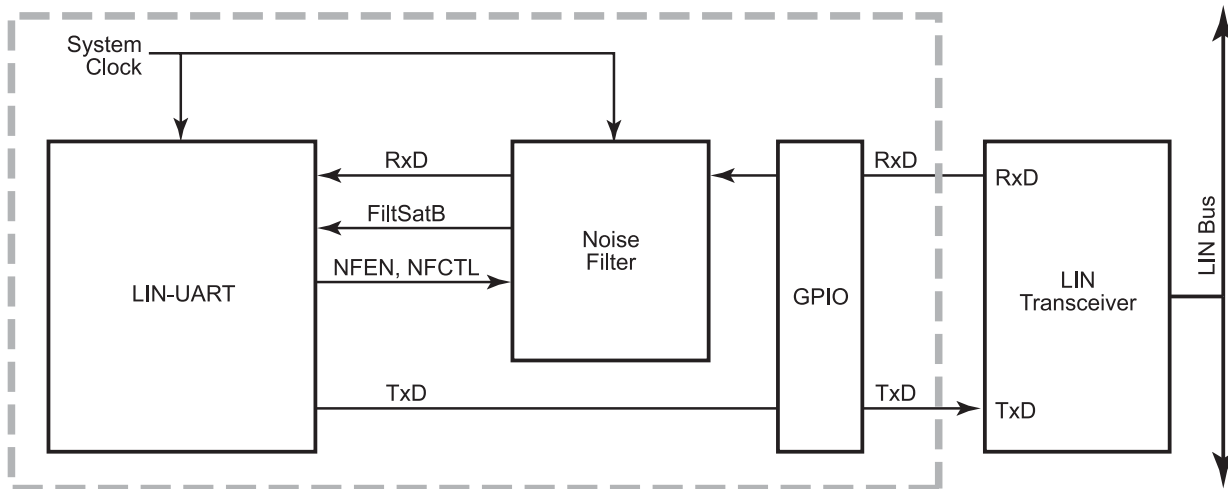 System
Clock
RxD
RxD
RxD
FiltSatB
Noise
Filter
NFEN, NFCTL
LIN-UART
GPIO
LIN
Transceiver
LIN Bus
TxD
TxD
TxD